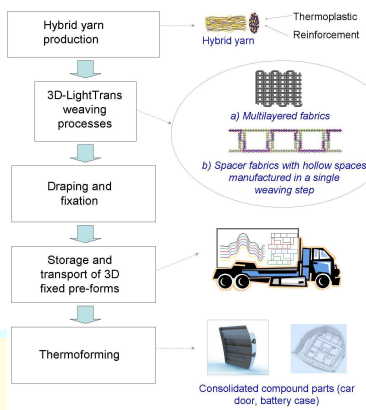 Hybrid yarn
production
Thermoplastic
Reinforcement
Hybrid yarn
3D-LightTrans
weaving
processes
a) Multilayered fabrics
b) Spacer fabrics with hollow spaces
manufactured in a single
weaving step
Draping and
fixation
Storage and
transport of 3D
fixed pre-forms
Thermoforming
Consolidated compound parts (car
door, battery case)